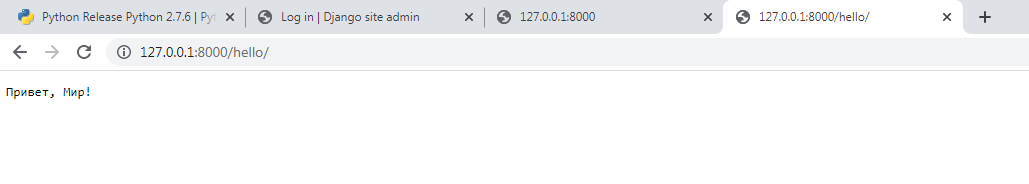 Python Release Python 2.7.6 | Pyt
Log in | Django site admin
127.0.0.1:8000
127.0.0.1:8000/hello/
127.0.0.1:8000/hello/
Привет, Мир!